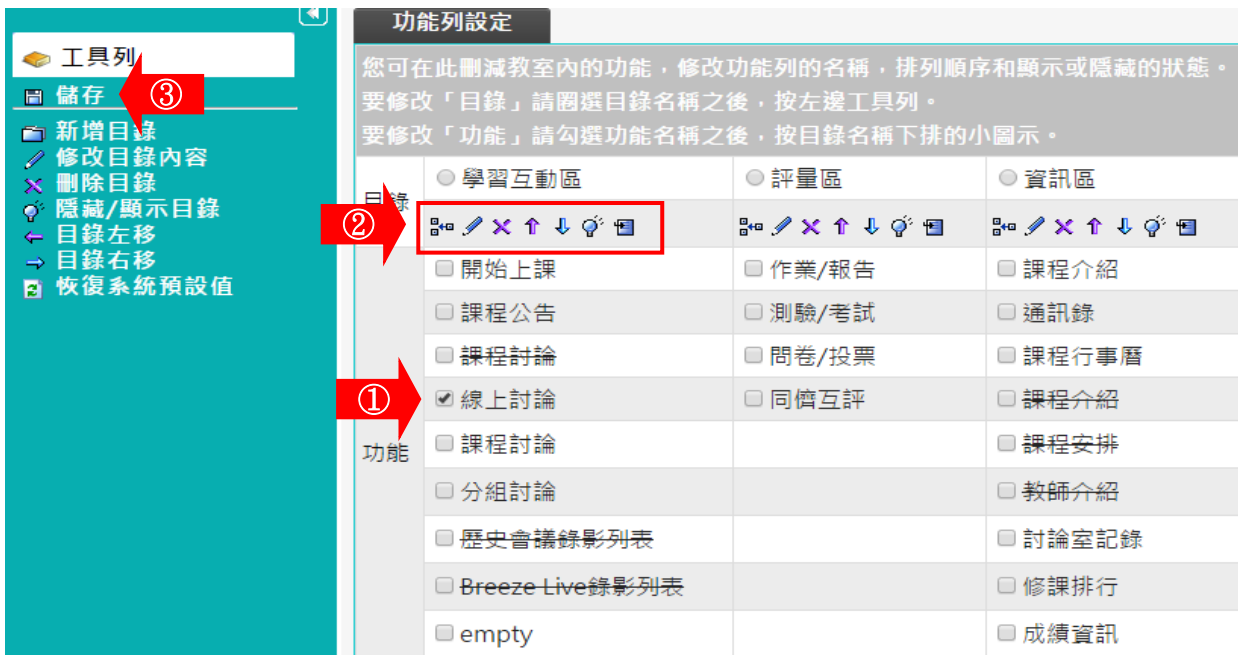 工具列
儲存
③
新增目錄
修改目錄內容
刪除目錄
隱藏/顯示目錄
目錄左移
目錄右移
恢復系統預設值
功能列設定
您可在此刪減教室內的功能，修改功能列的名稱，排列順序和顯示或隱藏的狀態。
要修改「目錄」請圈選目錄名稱之後，按左邊工具列。
要修改「功能」請勾選功能名稱之後，按目錄名稱下排的小圖示。
目錄 學習互動區 評量區 資訊區
②
開始上課 作業/報告 課程介紹
課程公告 測驗/考試 通訊錄
課程討論 問卷/投票 課程行事曆
① 線上討論 同儕互評 課程介紹
功能 課程討論 課程安排
分組討論 教師介紹
歷史會議錄影列表 討論室記錄
Breeze Live錄影列表 修課排行
empty 成績資訊